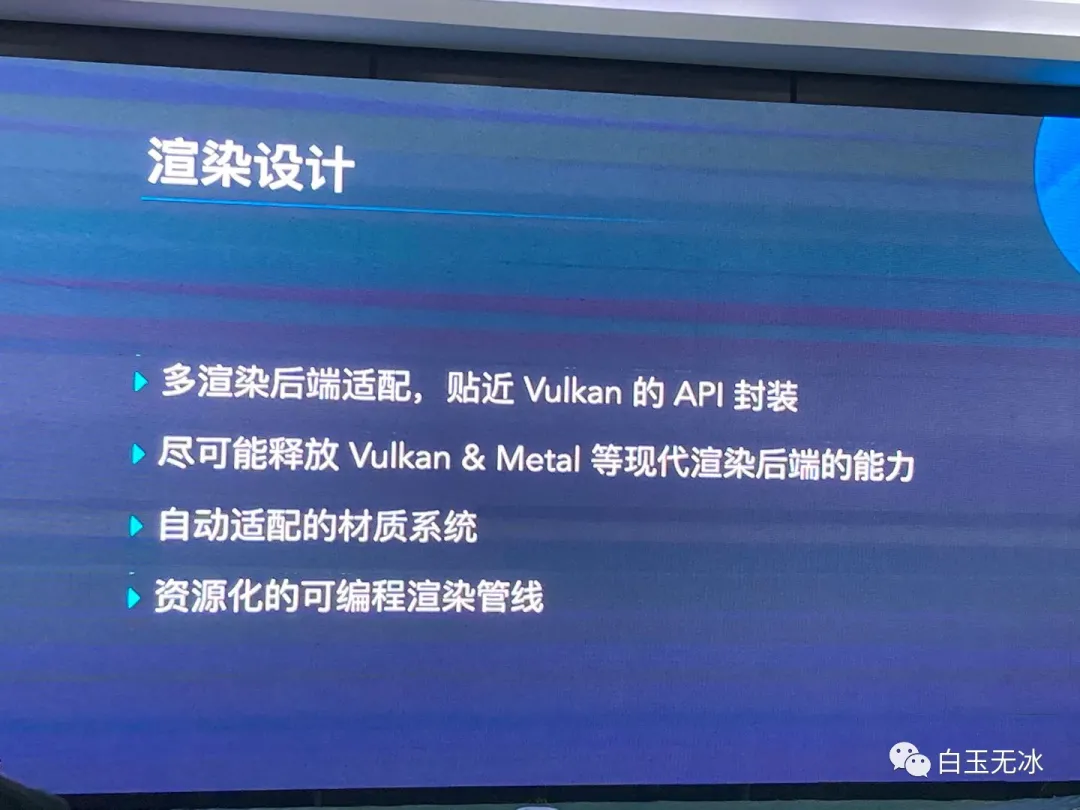 渲染设计
多渲染后端适配，贴近 Vulkan 的 API 封装
尽可能释放 Vulkan & Metal 等现代渲染后端的能力
自动适配的材质系统
资源化的可编程渲染管线
白玉无冰